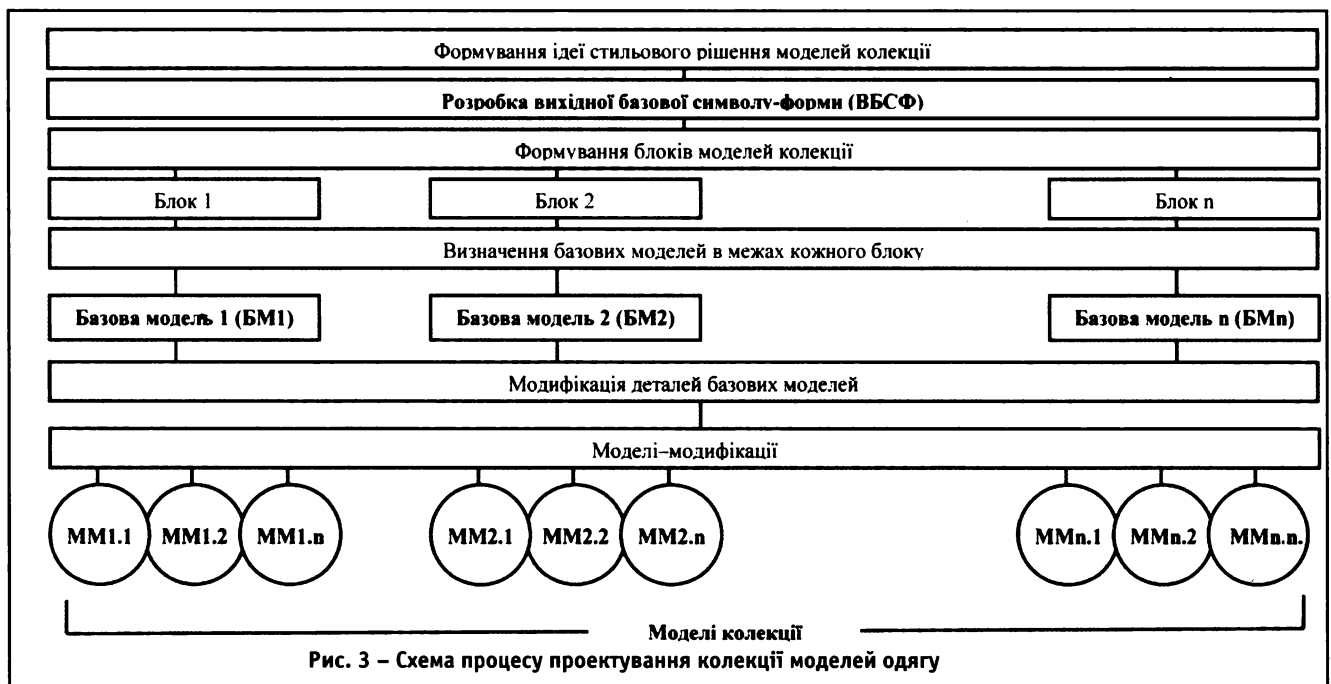 Формування ідеї стильового рішення моделей колекції
Розробка вихідної базової символу-форми (ВБСФ)
Формування блоків моделей колекції
Блок 1 Блок 2 Блок n
Визначення базових моделей в межах кожного блоку
Базова модель 1 (БМ1) Базова модель 2 (БМ2) Базова модель n (БМn)
Модифікація деталей базових моделей
Моделі–модифікації
ММ1.1 ММ1.2 ММ1.n ММ2.1 ММ2.2 ММ2.n ММn.1 ММn.2 ММn.n.
Моделі колекції
Рис. 3 – Схема процесу проектування колекції моделей одягу